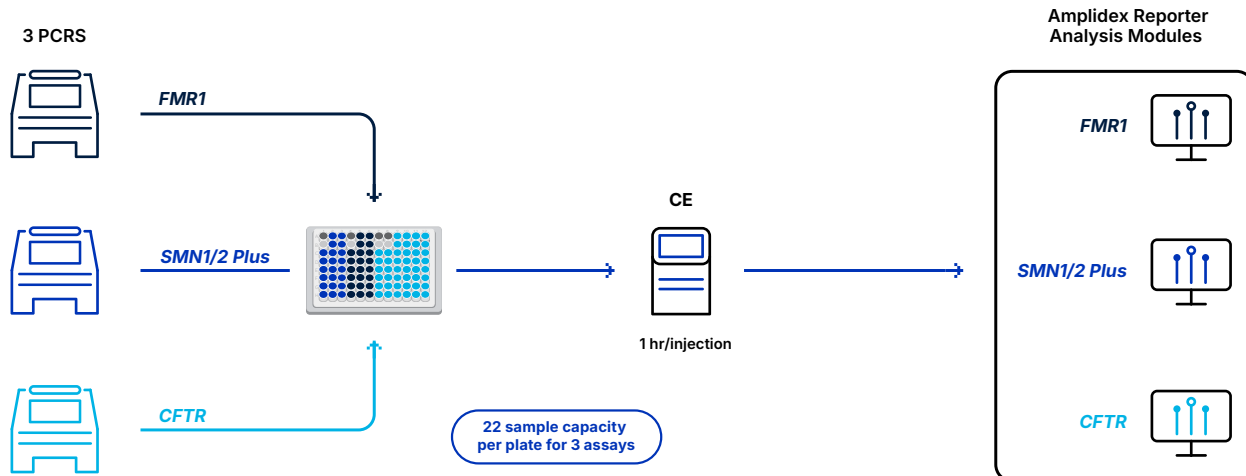 3 PCRS
Amplidex Reporter
Analysis Modules
FMR1
FMR1
CE
SMN1/2 Plus
SMN1/2 Plus
1 hr/injection
CFTR
22 sample capacity
per plate for 3 assays
CFTR